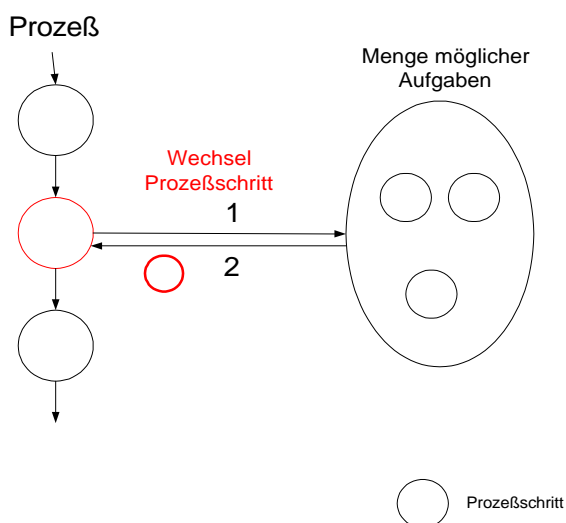 Prozeß
Menge möglicher
Aufgaben
Wechsel
Prozeßschritt
1
2
Prozeßschritt